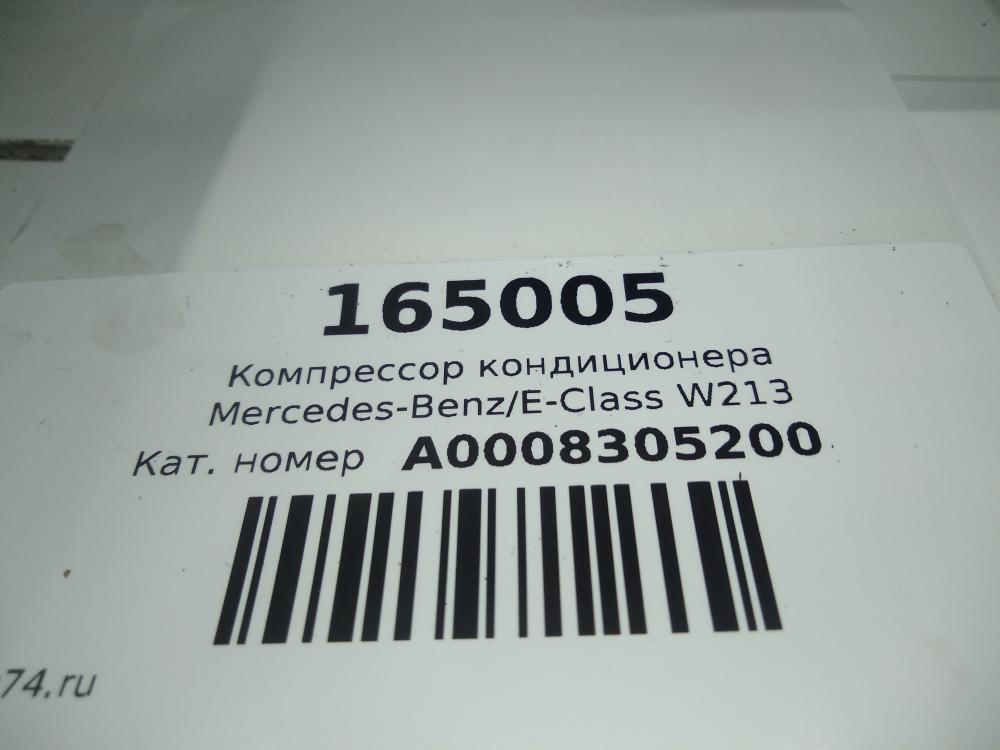 165005
Компрессор кондиционера
Mercedes-Benz/E-Class W213
Кат. номер A0008305200
74.ru